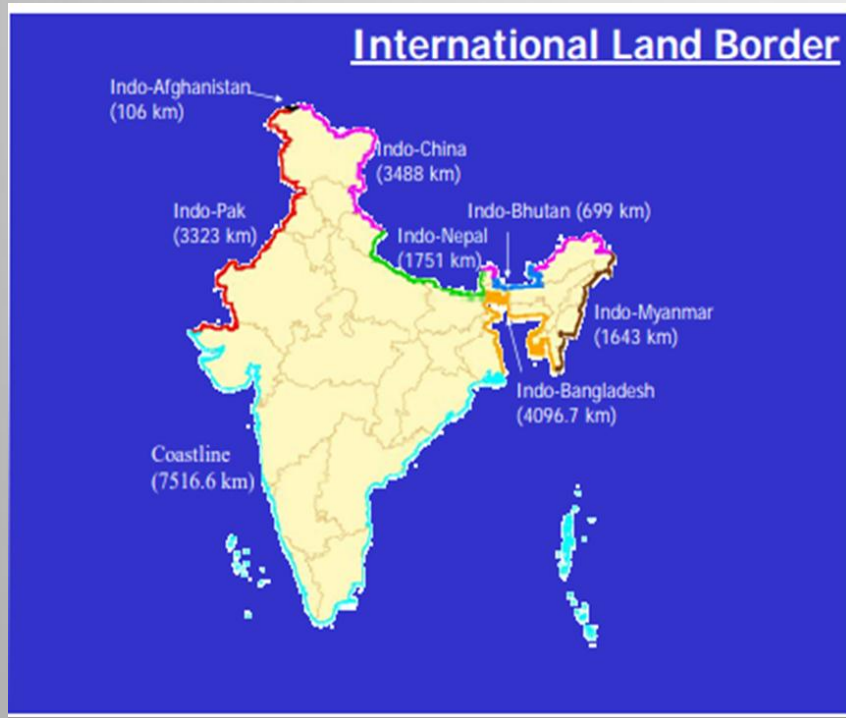 International Land Border
Indo-Afghanistan
(106 km)
Indo-China
(3488 km)
Indo-Pak
(3323 km)
Indo-Bhutan (699 km)
Indo-Nepal
(1751 km)
Indo-Myanmar
(1643 km)
Indo-Bangladesh
(4096.7 km)
Coastline
(7516.6 km)